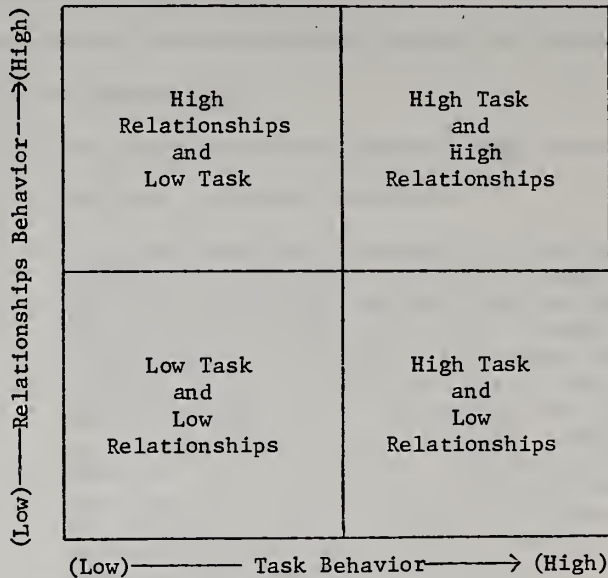 (Low)——Relationships Behavior-—→(High)
High
Relationships
and
Low Task
High Task
and
High
Relationships
Low Task
and
Low
Relationships
High Task
and
Low
Relationships
(Low)——— Task Behavior———→ (High)